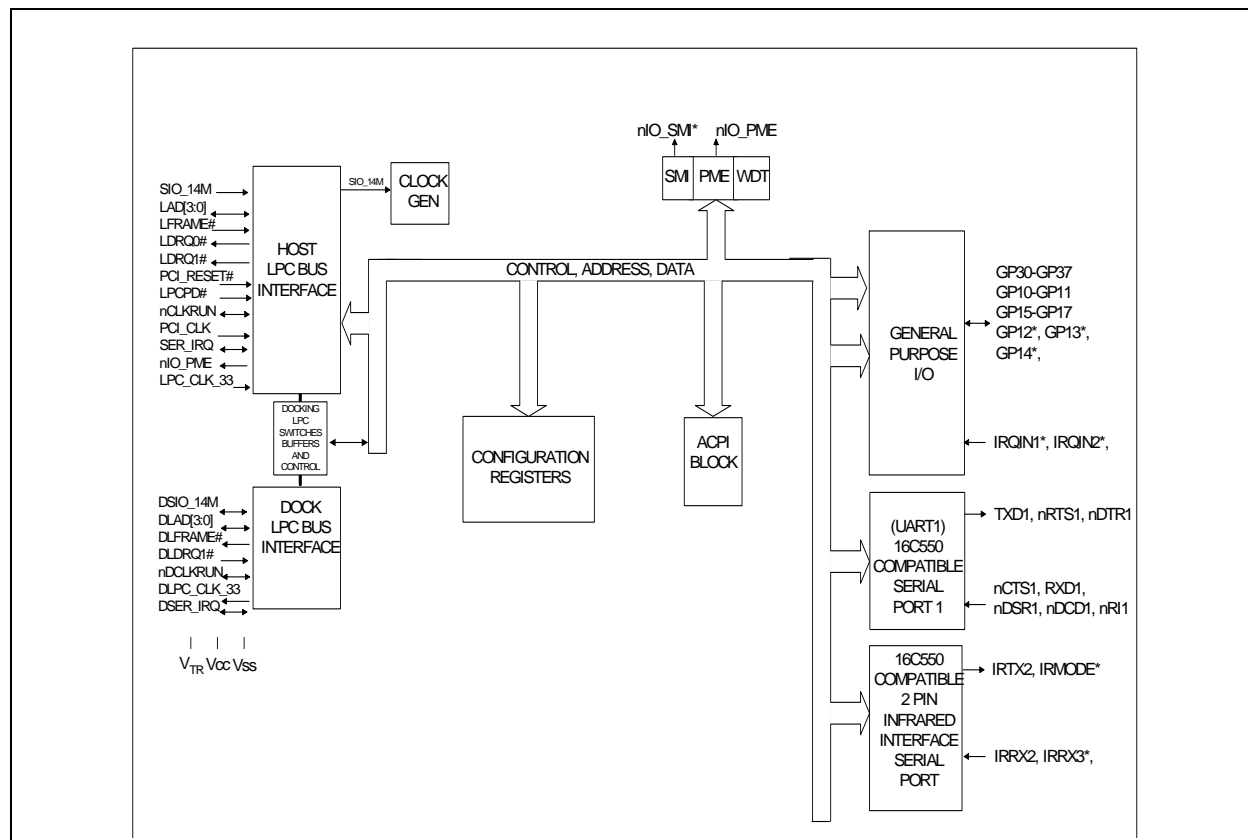 nIO_SMI* nIO_PME
SMI PME WDT
SIO_14M
LAD[3:0]
LFRAME#
LDRQ0#
LDRQ1#
PCI_RESET#
LPCPD#
nCLKRUN
PCI_CLK
SER_IRQ
nIO_PME
LPC_CLK_33
HOST
LPC BUS
INTERFACE
SIO_14M
CLOCK
GEN
CONTROL, ADDRESS, DATA
DOCKING
LPC
SWITCHES
BUFFERS
AND
CONTROL
DSIO_14M
DLAD[3:0]
DLFRAME#
DLDRQ1#
nDCLKRUN
DLPC_CLK_33
DSER_IRQ
DOCK
LPC BUS
INTERFACE
VTR Vcc Vss
CONFIGURATION
REGISTERS
ACPI
BLOCK
GENERAL
PURPOSE
I/O
GP30-GP37
GP10-GP11
GP15-GP17
GP12*, GP13*,
GP14*,
IRQIN1*, IRQIN2*,
(UART1)
16C550
COMPATIBLE
SERIAL
PORT 1
TXD1, nRTS1, nDTR1
nCTS1, RXD1,
nDSR1, nDCD1, nRI1
16C550
COMPATIBLE
2 PIN
INFRARED
INTERFACE
SERIAL
PORT
IRTX2, IRMODE*
IRRX2, IRRX3*,